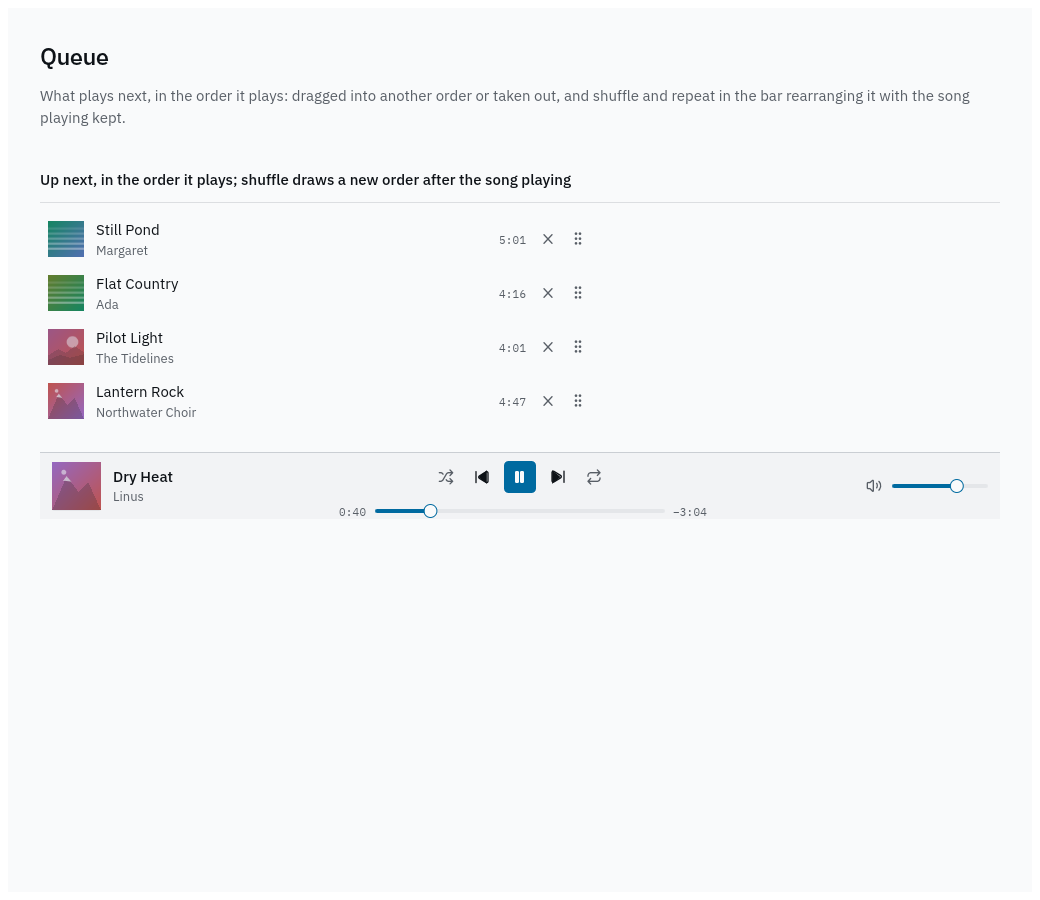 Queue
What plays next, in the order it plays: dragged into another order or taken out, and shuffle and repeat in the bar rearranging it with the song
playing kept.
Up next, in the order it plays; shuffle draws a new order after the song playing
Still Pond
Margaret
5:01
Flat Country
Ada
4:16
Pilot Light
The Tidelines
4:01
Lantern Rock
Northwater Choir
4:47
Dry Heat
Linus
0:40
−3:04